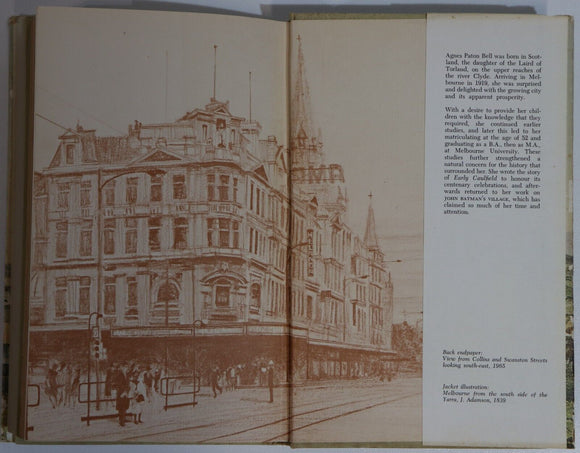 Agnes Paton Bell was born in Scot-
land, the daughter of the Laird of
Torland, on the upper reaches of
the river Clyde. Arriving in Mel-
bourne in 1919, she was surprised
and delighted with the growing city
and its apparent prosperity.
With a desire to provide her chil-
dren with the knowledge that they
required, she continued earlier
studies, and later this led to her
matriculating at the age of 52 and
graduating as a B.A., then as M.A.,
at Melbourne University. These
studies further strengthened a
natural concern for the history that
surrounded her. She wrote the story
of Early Caulfield to honour its
centenary celebrations, and after-
wards returned to her work on
JOHN BATMAN'S VILLAGE, which has
claimed so much of her time and
attention.
Back endpaper:
View from Collins and Swanston Streets
looking south-east, 1965
Jacket illustration:
Melbourne from the south side of the
Yarra, J. Adamson, 1839